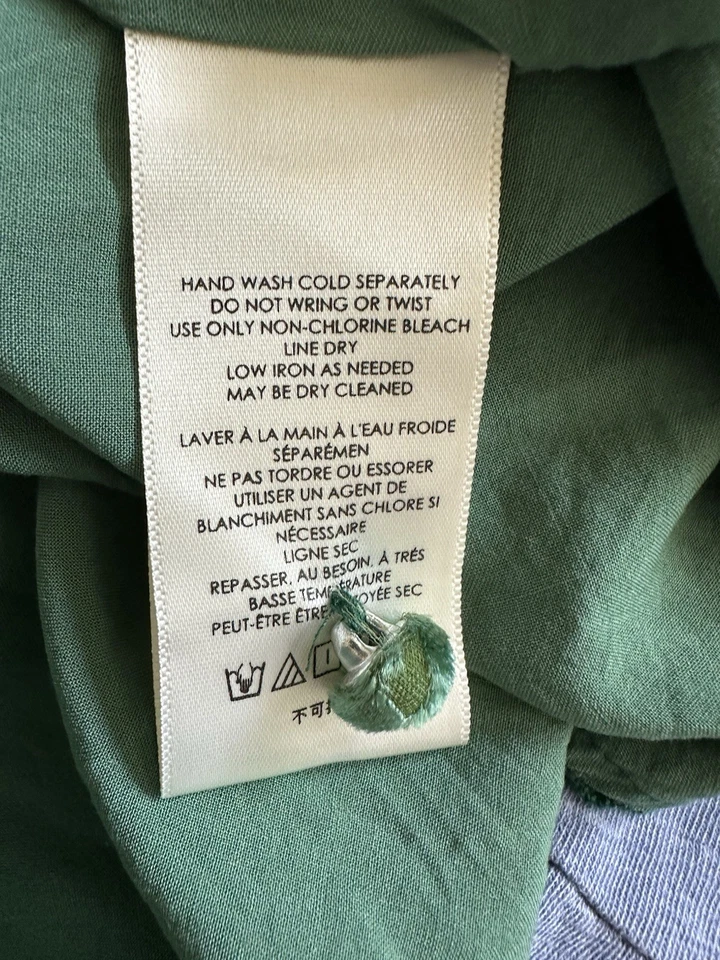 HAND WASH COLD SEPARATELY
DO NOT WRING OR TWIST
USE ONLY NON-CHLORINE BLEACH
LINE DRY
LOW IRON AS NEEDED
MAY BE DRY CLEANED
LAVER À LA MAIN À L'EAU FROIDE
SÉPARÉMEN
NE PAS TORDRE OU ESSORER
UTILISER UN AGENT DE
BLANCHIMENT SANS CHLORE SI
NÉCESSAIRE
LIGNE SEC
REPASSER, AU BESOIN, À TRÉS
BASSE
PEUT-ÊTRE ÊTRE SEC
不可